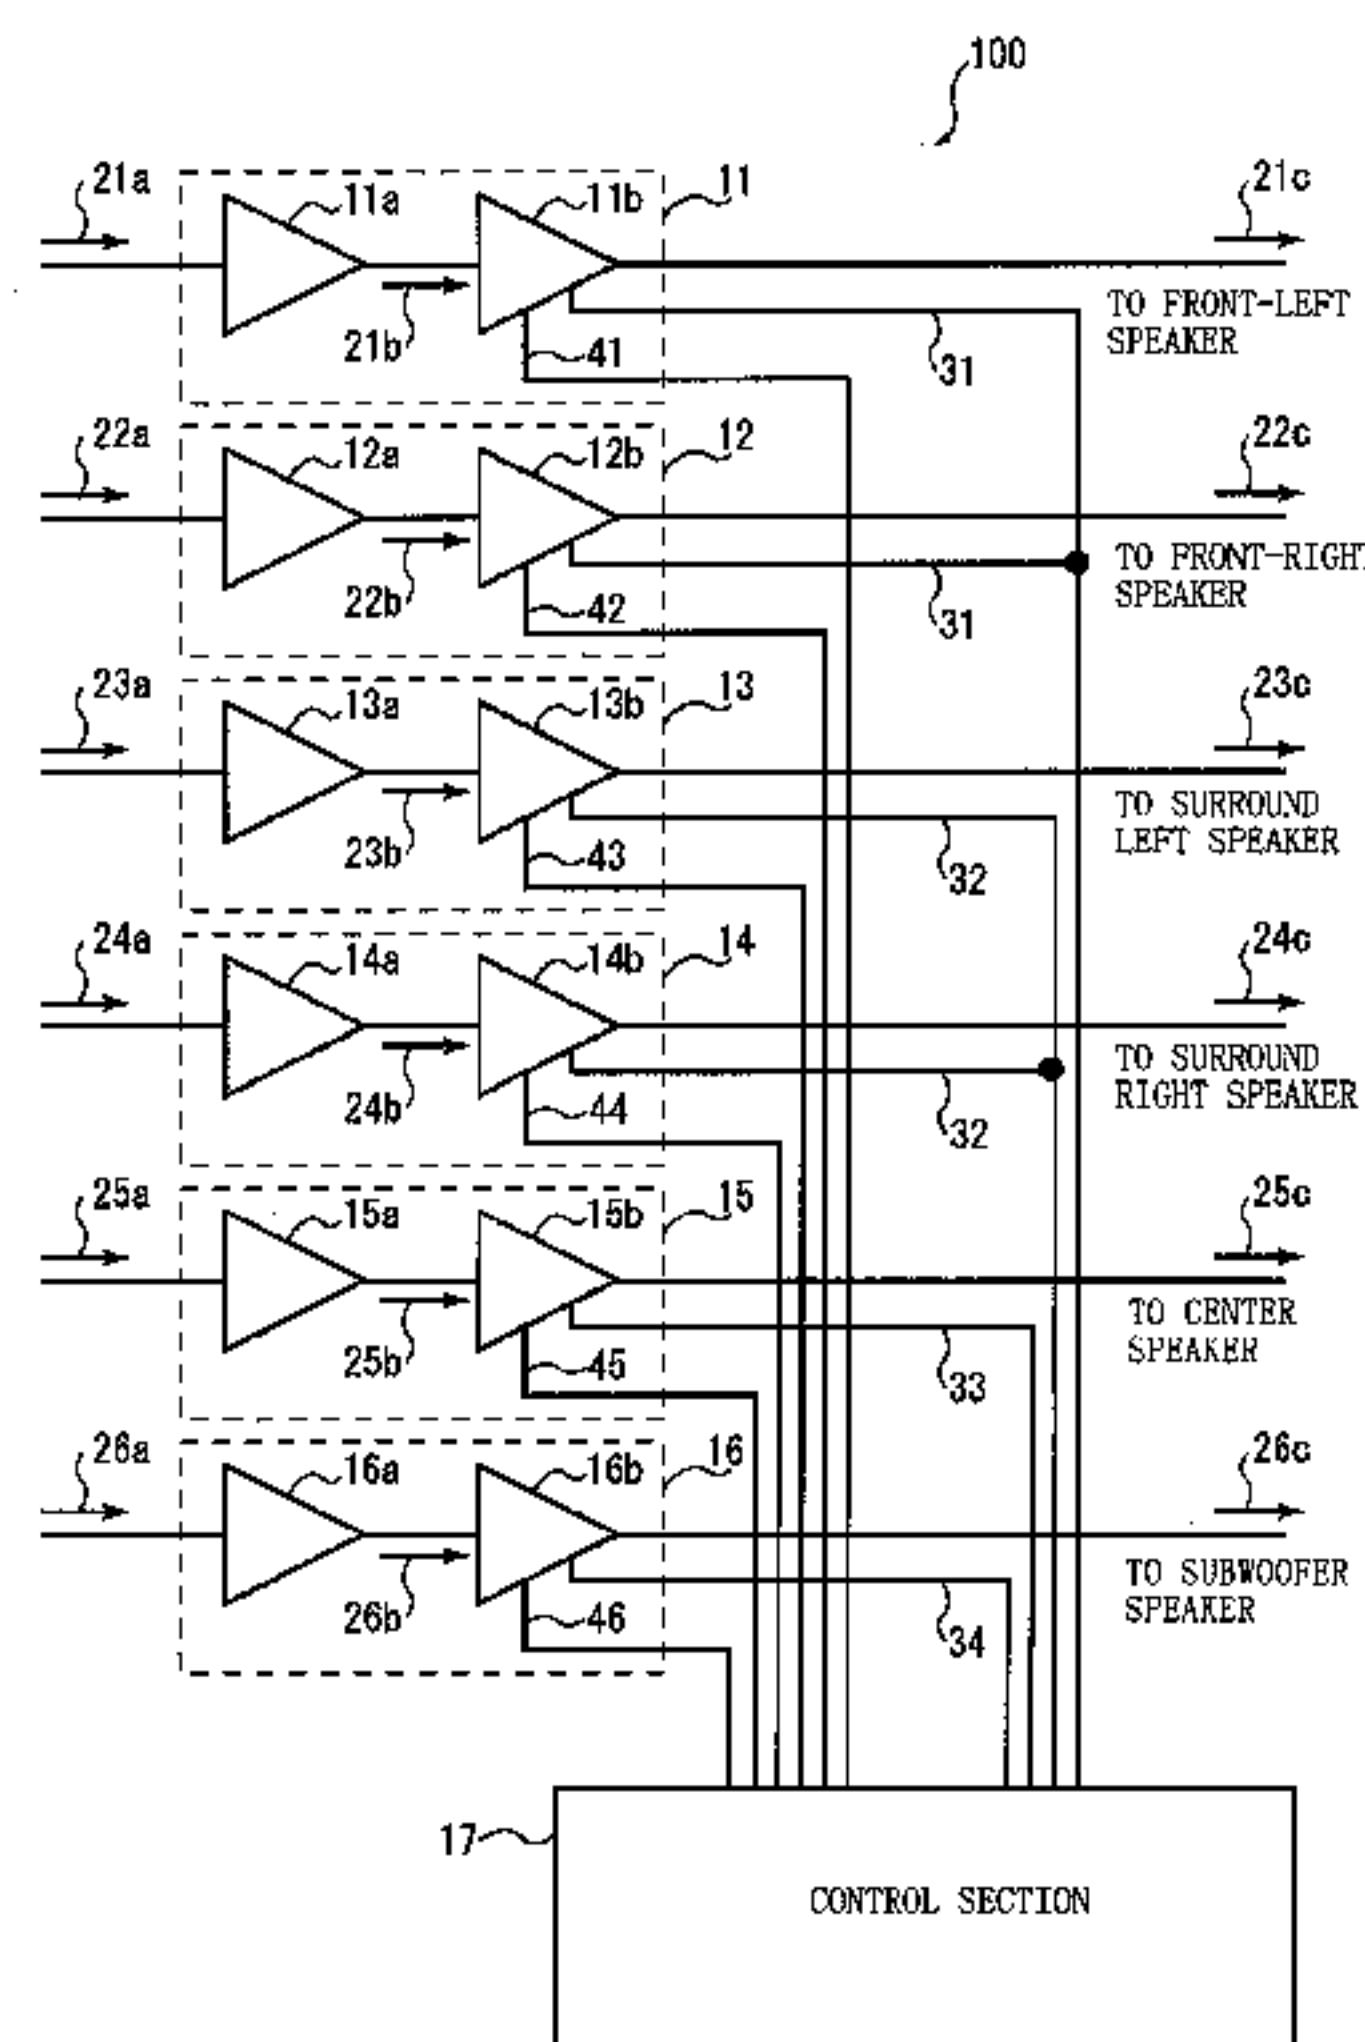 100
21a
11a
11b
11
21c
21b
41
31
TO FRONT-LEFT
SPEAKER
22a
12a
12b
12
22c
22b
42
31
TO FRONT-RIGHT
SPEAKER
23a
13a
13b
13
23c
23b
43
32
TO SURROUND
LEFT SPEAKER
24a
14a
14b
14
24c
24b
44
32
TO SURROUND
RIGHT SPEAKER
25a
15a
15b
15
25c
25b
45
33
TO CENTER
SPEAKER
26a
16a
16b
16
26c
26b
46
34
TO SUBWOOFER
SPEAKER
17
CONTROL SECTION